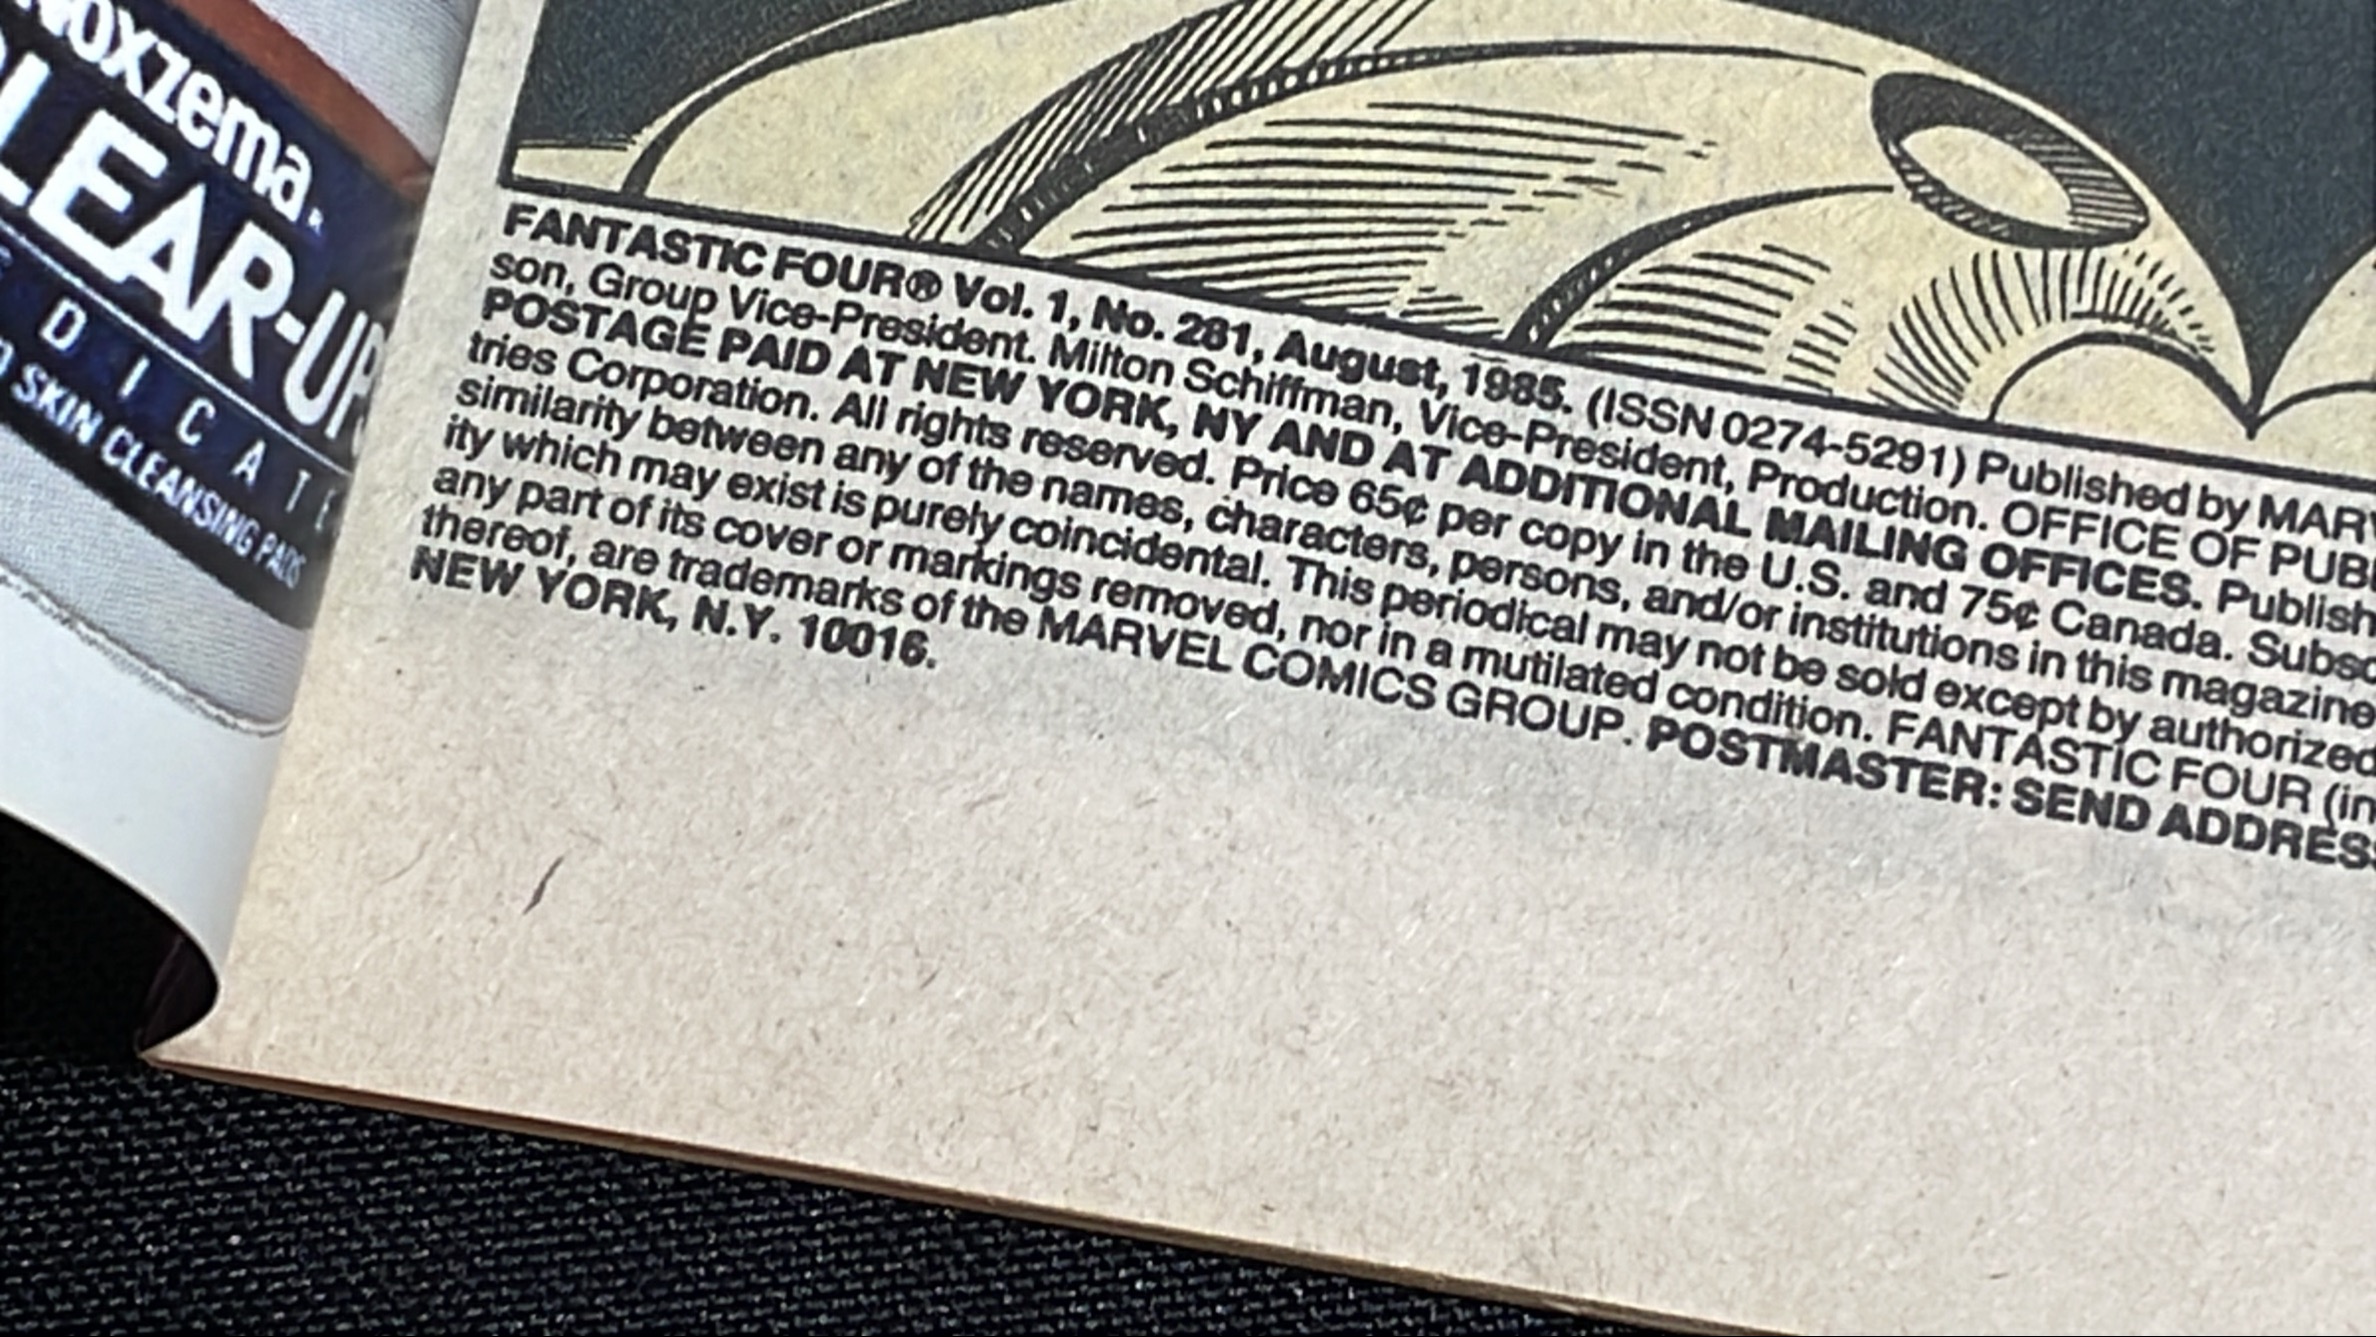 noxzema
LEAR-UP
DICAT
SKIN CLEANSING PADS
FANTASTIC FOUR® Vol. 1, No. 281, August, 1985. (ISSN 0274-5291) Published by MARV
son, Group Vice-President. Milton Schiffman, Vice-President, Production. OFFICE OF PUBL
POSTAGE PAID AT NEW YORK, NY AND AT ADDITIONAL MAILING OFFICES. Publish
tries Corporation. All rights reserved. Price 65¢ per copy in the U.S. and 75¢ Canada. Subsc
similarity between any of the names, characters, persons, and/or institutions in this magazine
ity which may exist is purely coincidental. This periodical may not be sold except by authorized
any part of its cover or markings removed, nor in a mutilated condition. FANTASTIC FOUR (in
thereof, are trademarks of the MARVEL COMICS GROUP. POSTMASTER: SEND ADDRESS
NEW YORK, N.Y. 10016.